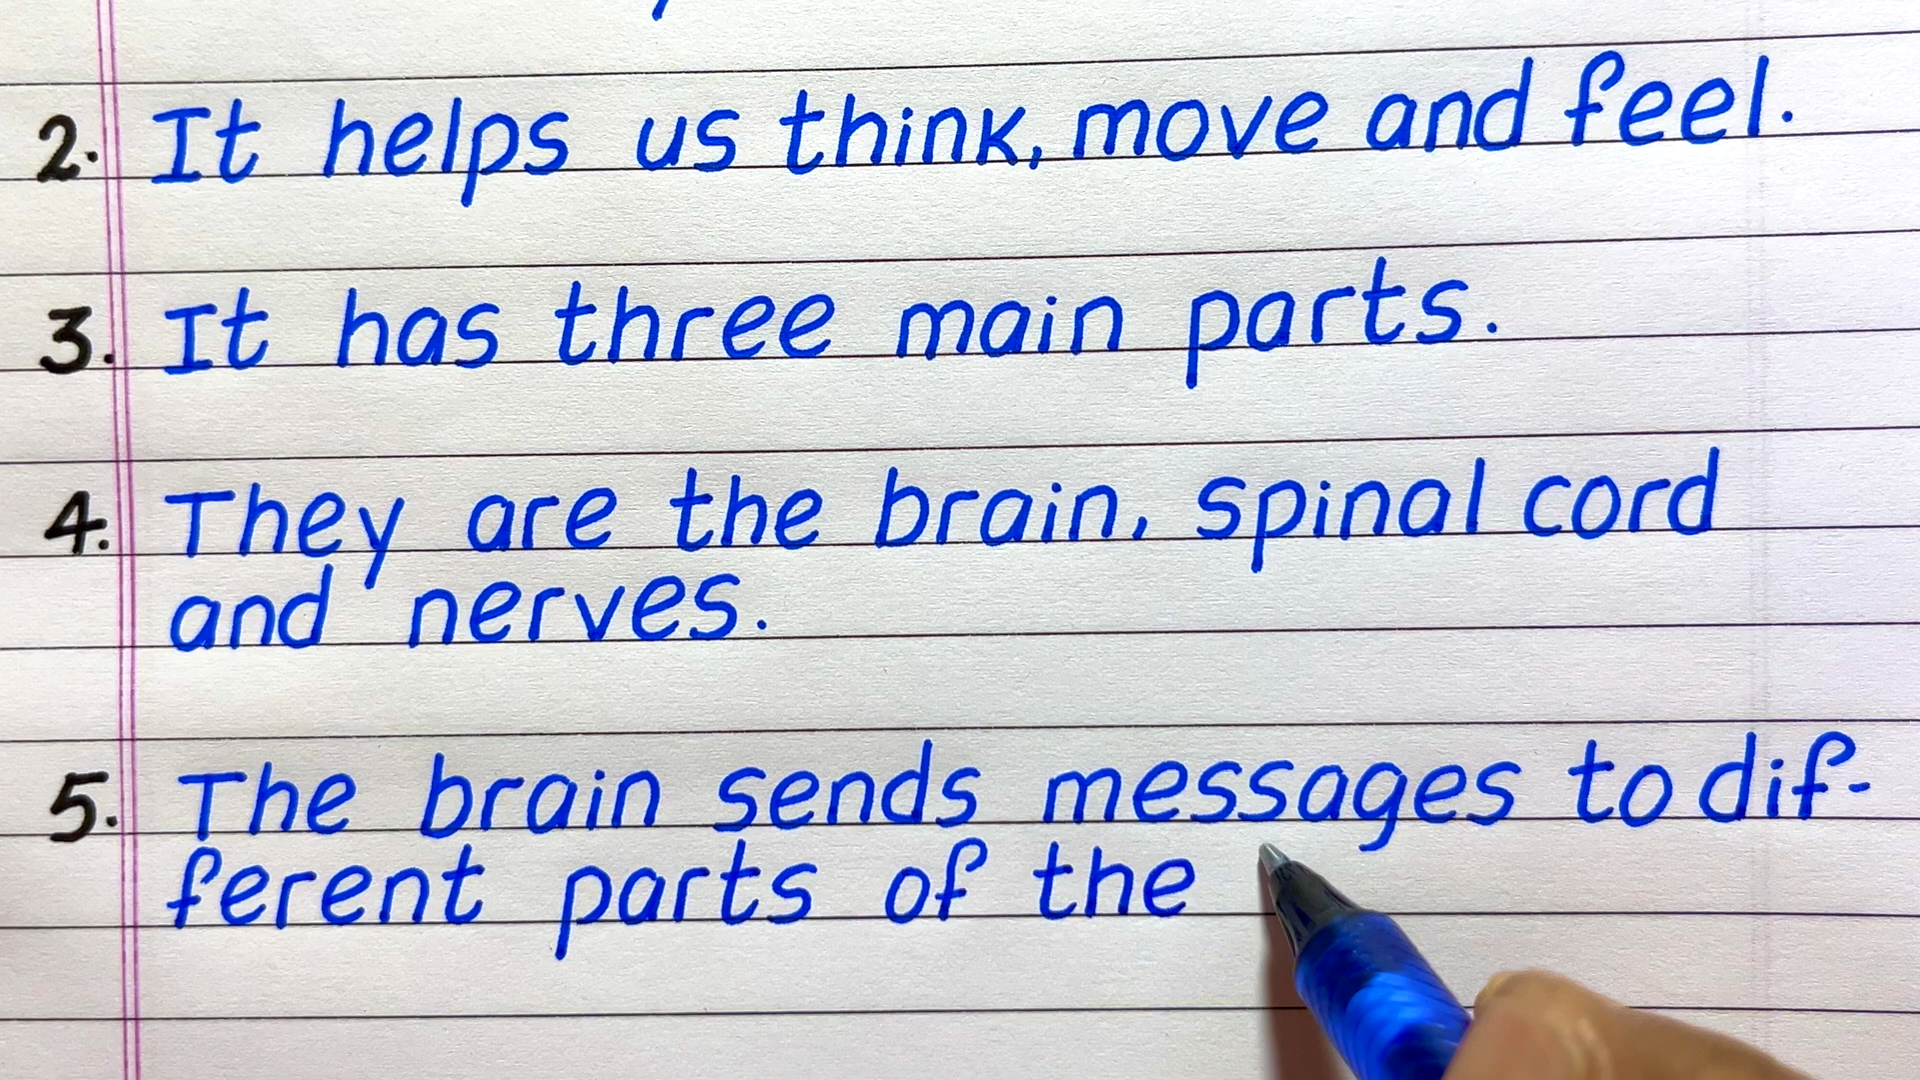 2. It helps us think, move and feel.
3. It has three main parts.
4. They are the brain, spinal cord
and nerves.
5. The brain sends messages to dif-
ferent parts of the